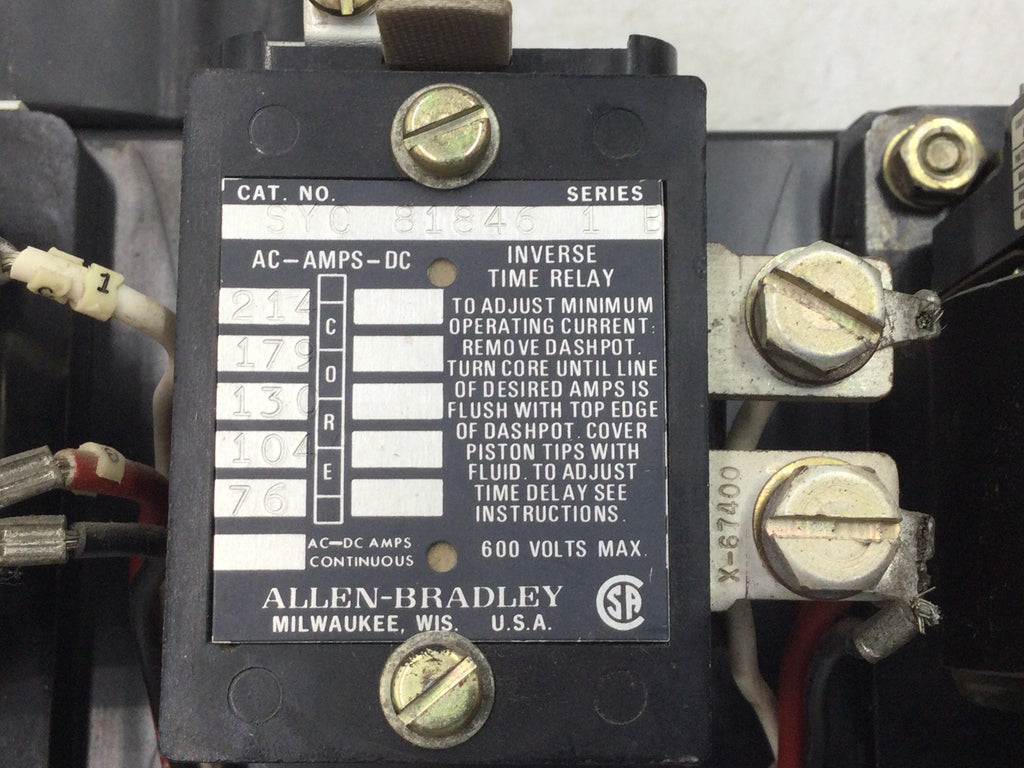 CAT. NO. SERIES
SYC 81846 1 B
AC-AMPS-DC
214
179
130
104
76
CORE
AC-DC AMPS
CONTINUOUS
INVERSE
TIME RELAY
TO ADJUST MINIMUM
OPERATING CURRENT:
REMOVE DASHPOT.
TURN CORE UNTIL LINE
OF DESIRED AMPS IS
FLUSH WITH TOP EDGE
OF DASHPOT. COVER
PISTON TIPS WITH
FLUID. TO ADJUST
TIME DELAY SEE
INSTRUCTIONS.
600 VOLTS MAX.
ALLEN-BRADLEY
MILWAUKEE, WIS. U.S.A.
SA
X-67400
1